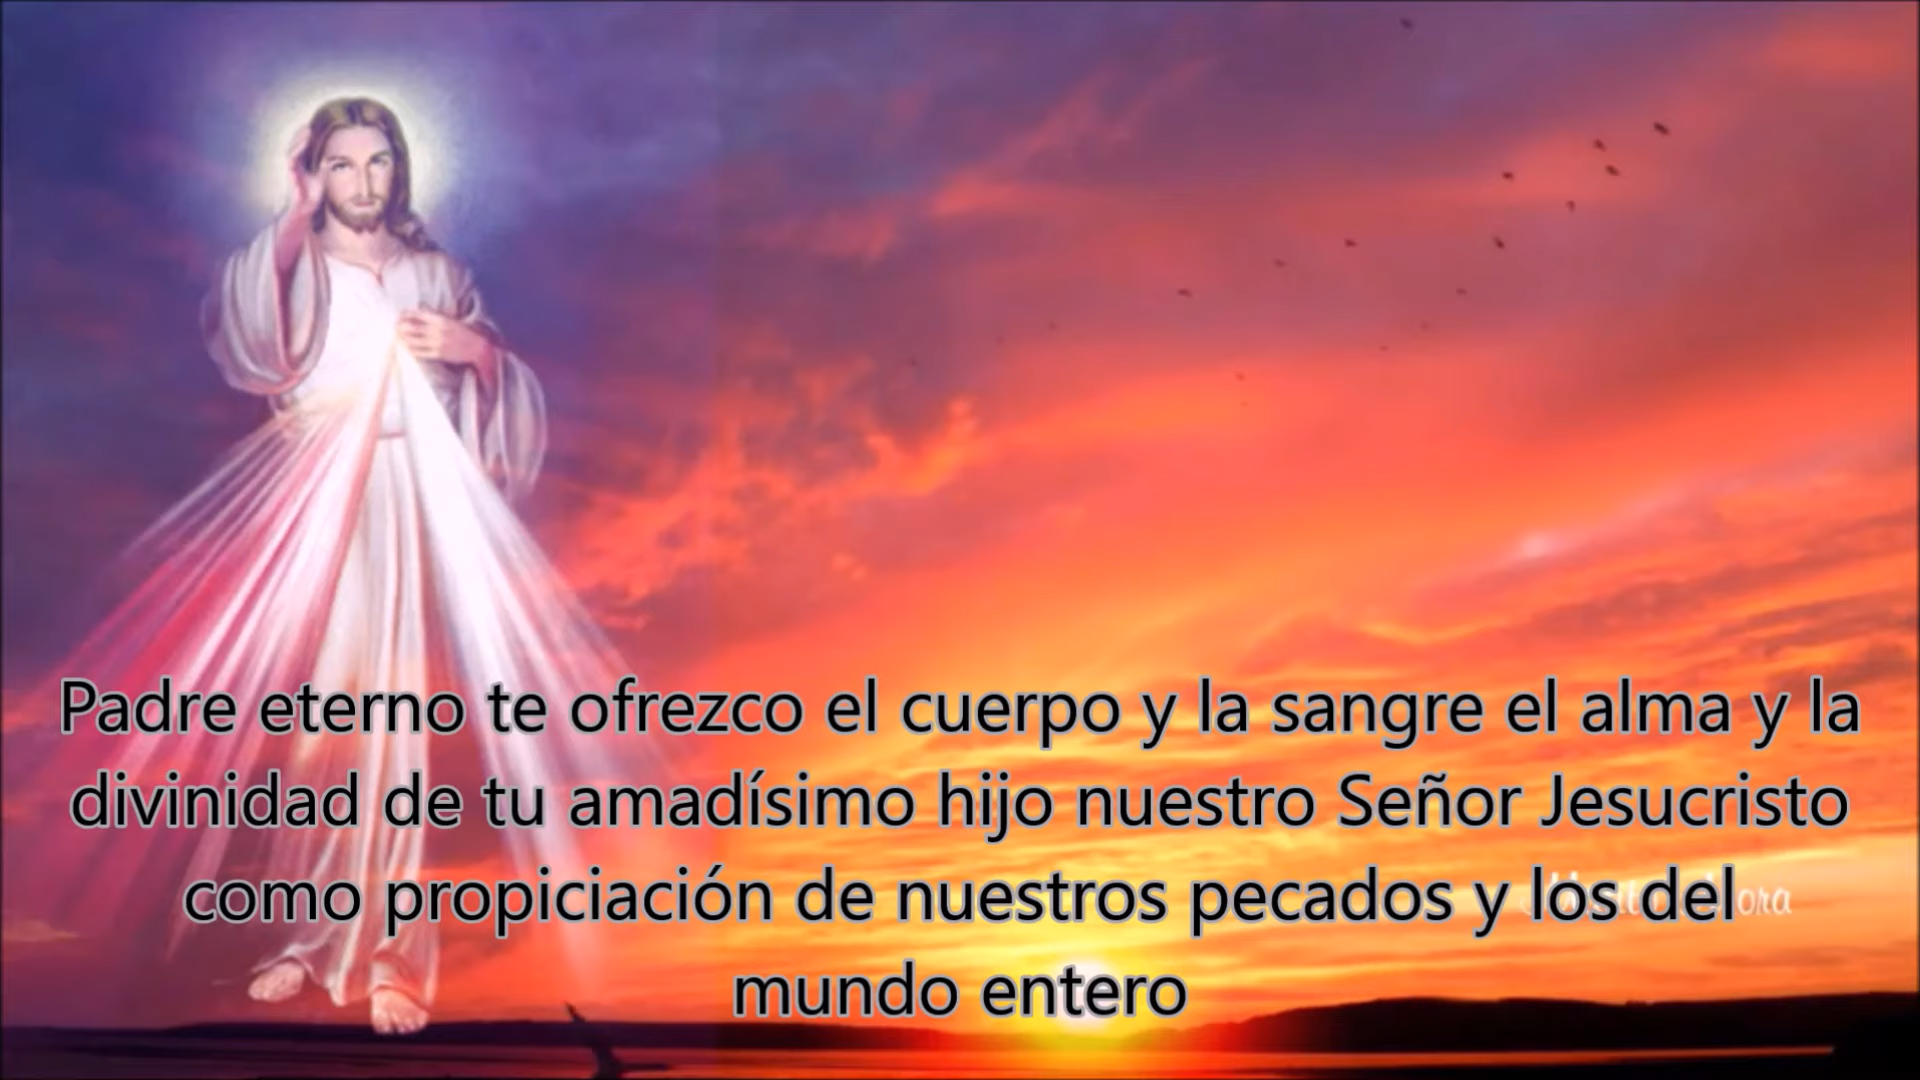 Padre eterno te ofrezco el cuerpo y la sangre el alma y la
divinidad de tu amadísimo hijo nuestro Señor Jesucristo
como propiciación de nuestros pecados y los del
mundo entero